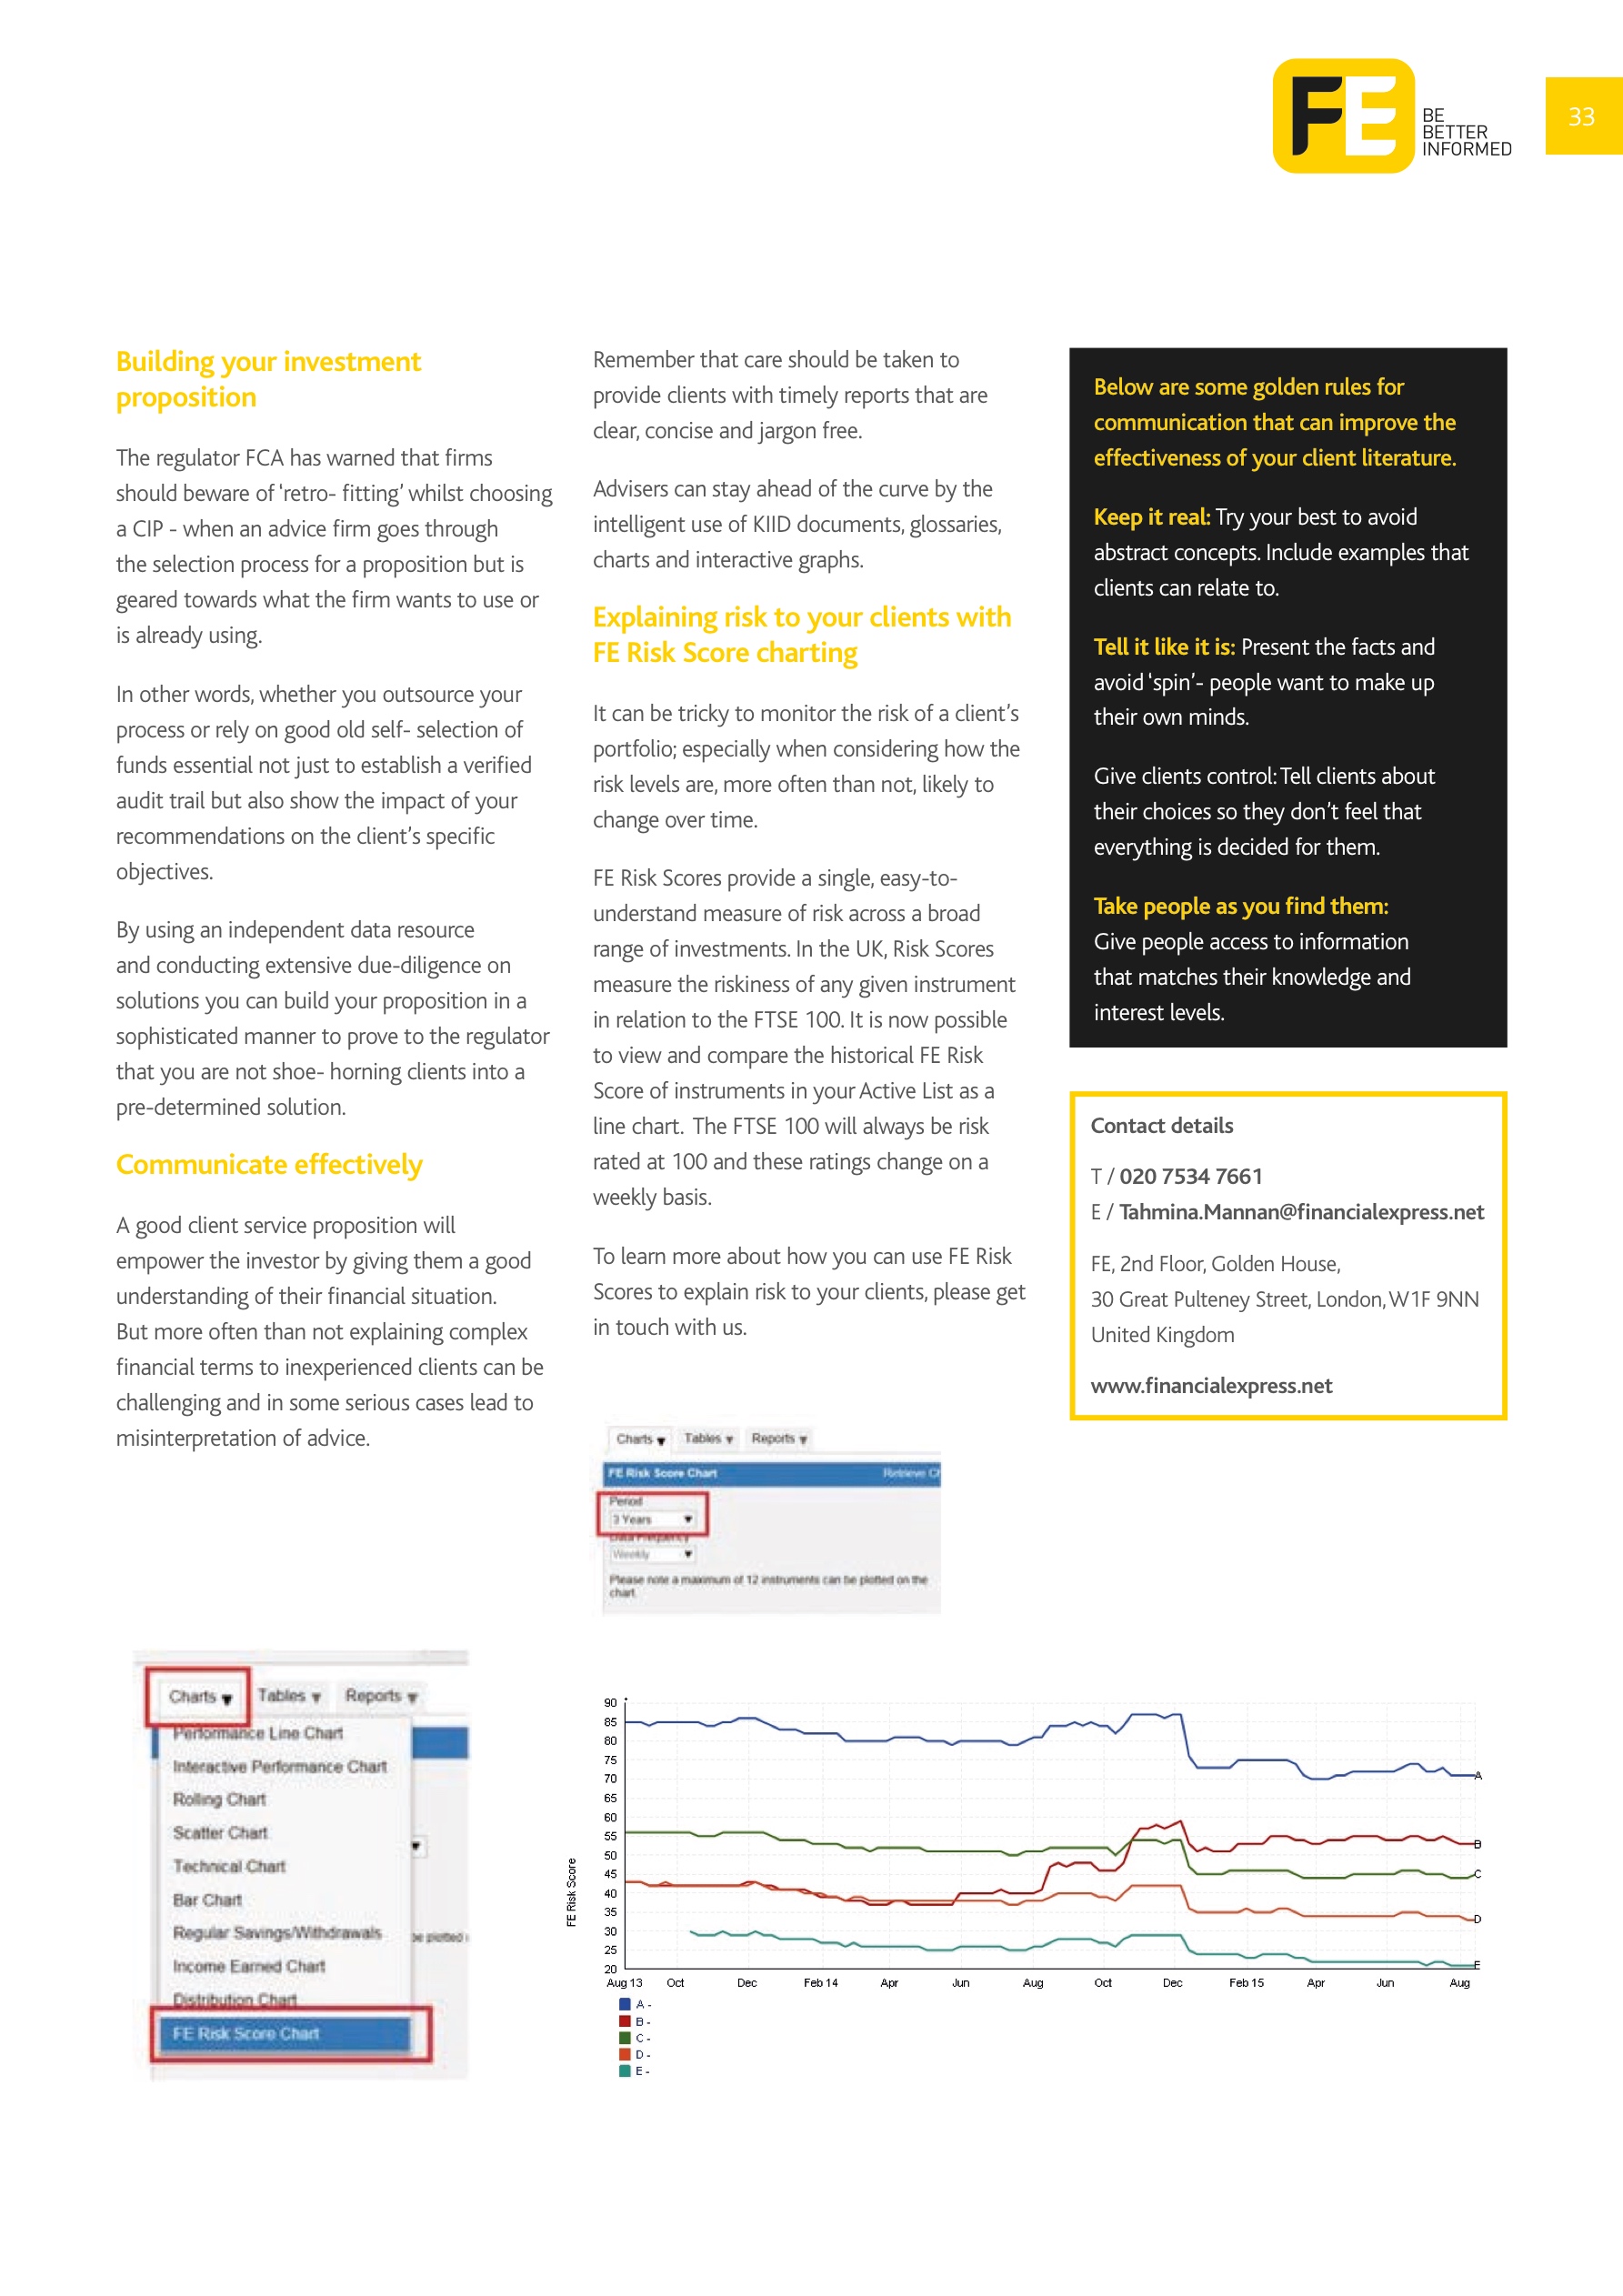 FE
BE
BETTER
INFORMED
33
Building your investment
proposition
The regulator FCA has warned that firms
should beware of ‘retro- fitting’ whilst choosing
a CIP - when an advice firm goes through
the selection process for a proposition but is
geared towards what the firm wants to use or
is already using.
In other words, whether you outsource your
process or rely on good old self- selection of
funds essential not just to establish a verified
audit trail but also show the impact of your
recommendations on the client’s specific
objectives.
By using an independent data resource
and conducting extensive due-diligence on
solutions you can build your proposition in a
sophisticated manner to prove to the regulator
that you are not shoe- horning clients into a
pre-determined solution.
Communicate effectively
A good client service proposition will
empower the investor by giving them a good
understanding of their financial situation.
But more often than not explaining complex
financial terms to inexperienced clients can be
challenging and in some serious cases lead to
misinterpretation of advice.
Remember that care should be taken to
provide clients with timely reports that are
clear, concise and jargon free.
Advisers can stay ahead of the curve by the
intelligent use of KIID documents, glossaries,
charts and interactive graphs.
Explaining risk to your clients with
FE Risk Score charting
It can be tricky to monitor the risk of a client’s
portfolio; especially when considering how the
risk levels are, more often than not, likely to
change over time.
FE Risk Scores provide a single, easy-to-
understand measure of risk across a broad
range of investments. In the UK, Risk Scores
measure the riskiness of any given instrument
in relation to the FTSE 100. It is now possible
to view and compare the historical FE Risk
Score of instruments in your Active List as a
line chart. The FTSE 100 will always be risk
rated at 100 and these ratings change on a
weekly basis.
To learn more about how you can use FE Risk
Scores to explain risk to your clients, please get
in touch with us.
Below are some golden rules for
communication that can improve the
effectiveness of your client literature.
Keep it real: Try your best to avoid
abstract concepts. Include examples that
clients can relate to.
Tell it like it is: Present the facts and
avoid ‘spin’- people want to make up
their own minds.
Give clients control: Tell clients about
their choices so they don’t feel that
everything is decided for them.
Take people as you find them:
Give people access to information
that matches their knowledge and
interest levels.
Contact details
T / 020 7534 7661
E / Tahmina.Mannan@financialexpress.net
FE, 2nd Floor, Golden House,
30 Great Pulteney Street, London, W1F 9NN
United Kingdom
www.financialexpress.net
Charts Tables Reports
FE Risk Score Chart Retrieve
Period
3 Years
Data Frequency
Weekly
Please note a maximum of 12 instruments can be plotted on the
chart
Charts Tables Reports
Performance Line Chart
Interactive Performance Chart
Rolling Chart
Scatter Chart
Technical Chart
Bar Chart
Regular Savings/Withdrawals
be plotted
Income Earned Chart
Distribution Chart
FE Risk Score Chart
FE Risk Score
90
85
80
75
70
65
60
55
50
45
40
35
30
25
20
A
B
C
D
E
Aug 13 Oct Dec Feb 14 Apr Jun Aug Oct Dec Feb 15 Apr Jun Aug
A -
B -
C -
D -
E -